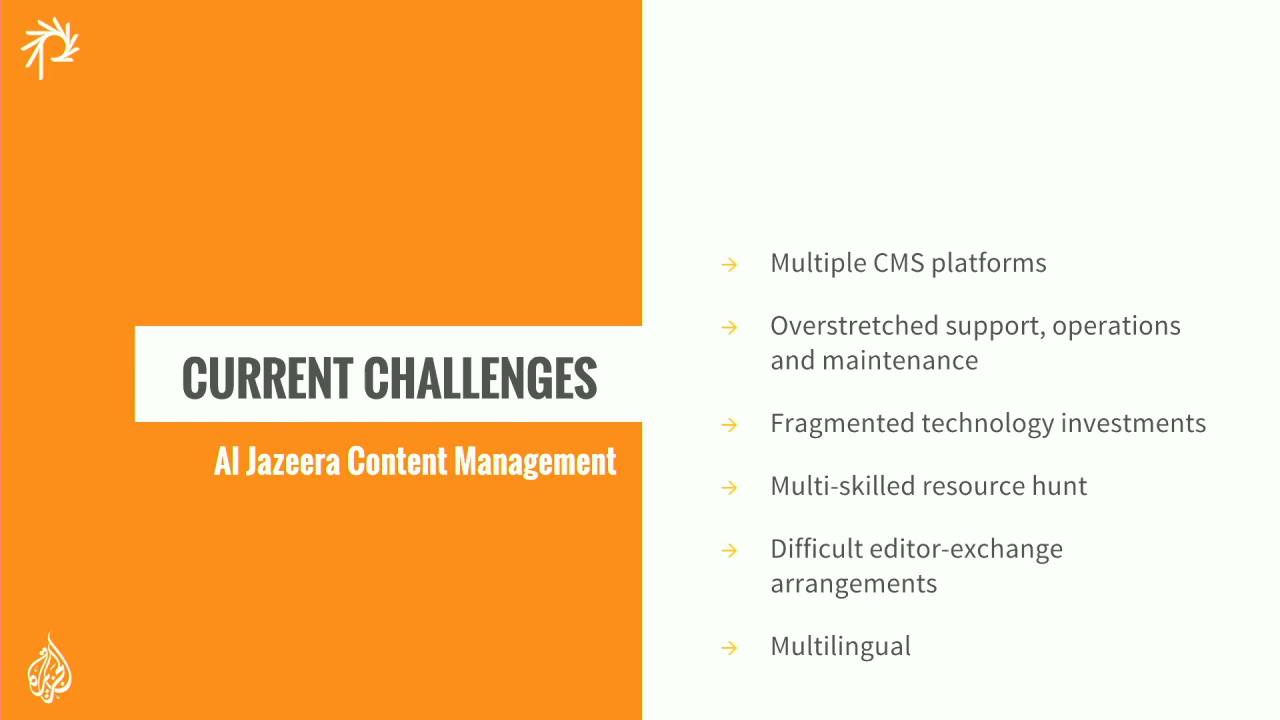 CURRENT CHALLENGES
Al Jazeera Content Management
→ Multiple CMS platforms
→ Overstretched support, operations
and maintenance
→ Fragmented technology investments
→ Multi-skilled resource hunt
→ Difficult editor-exchange
arrangements
→ Multilingual